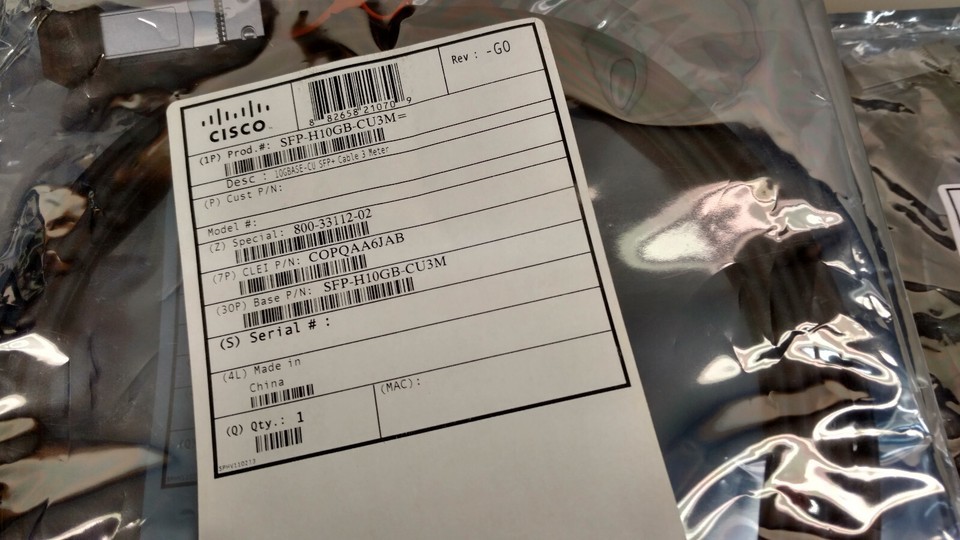 CISCO
8 82658 21070 9
Rev : -G0
(1P) Prod.#: SFP-H10GB-CU3M=
Desc : 10GBASE-CU SFP+ Cable 3 Meter
(P) Cust P/N:
Model #:
(Z) Special: 800-33112-02
(7P) CLEI P/N: COPQAA6JAB
(30P) Base P/N: SFP-H10GB-CU3M
(S) Serial # :
(4L) Made in
China
(Q) Qty.: 1
(MAC):